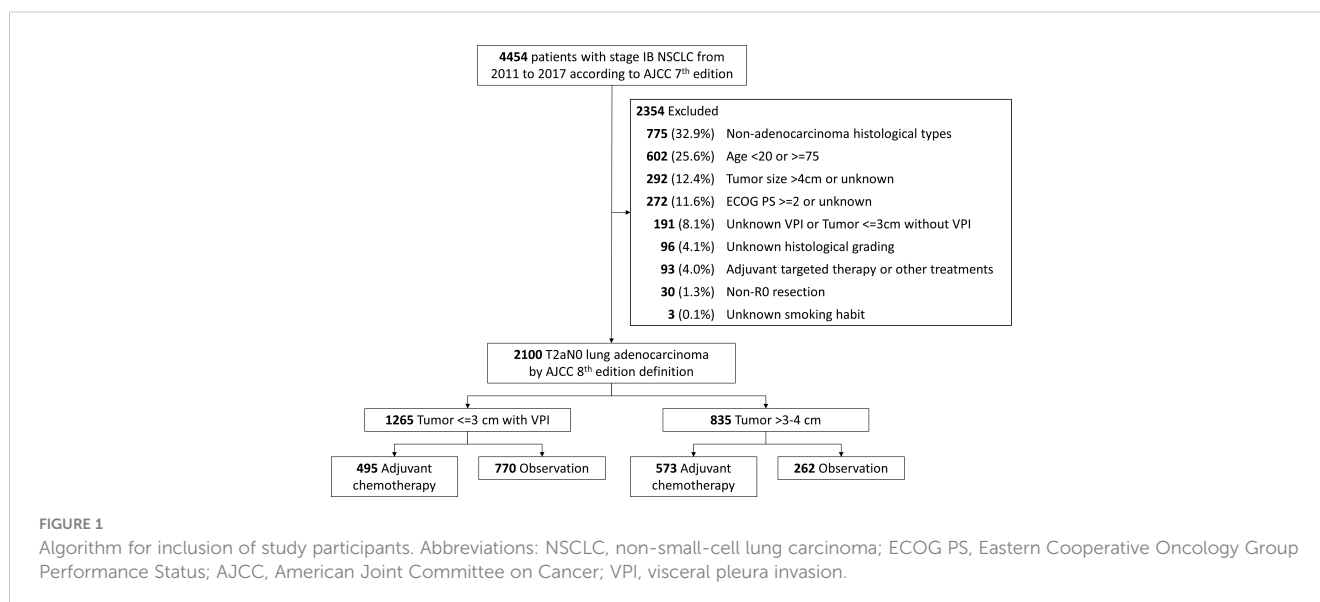 4454 patients with stage IB NSCLC from
2011 to 2017 according to AJCC 7th edition
2354 Excluded
775 (32.9%) Non-adenocarcinoma histological types
602 (25.6%) Age <20 or >=75
292 (12.4%) Tumor size >4cm or unknown
272 (11.6%) ECOG PS >=2 or unknown
191 (8.1%) Unknown VPI or Tumor <=3cm without VPI
96 (4.1%) Unknown histological grading
93 (4.0%) Adjuvant targeted therapy or other treatments
30 (1.3%) Non-R0 resection
3 (0.1%) Unknown smoking habit
2100 T2aN0 lung adenocarcinoma
by AJCC 8th edition definition
1265 Tumor <=3 cm with VPI
835 Tumor >3-4 cm
495 Adjuvant
chemotherapy
770 Observation
573 Adjuvant
chemotherapy
262 Observation
FIGURE 1
Algorithm for inclusion of study participants. Abbreviations: NSCLC, non-small-cell lung carcinoma; ECOG PS, Eastern Cooperative Oncology Group
Performance Status; AJCC, American Joint Committee on Cancer; VPI, visceral pleura invasion.